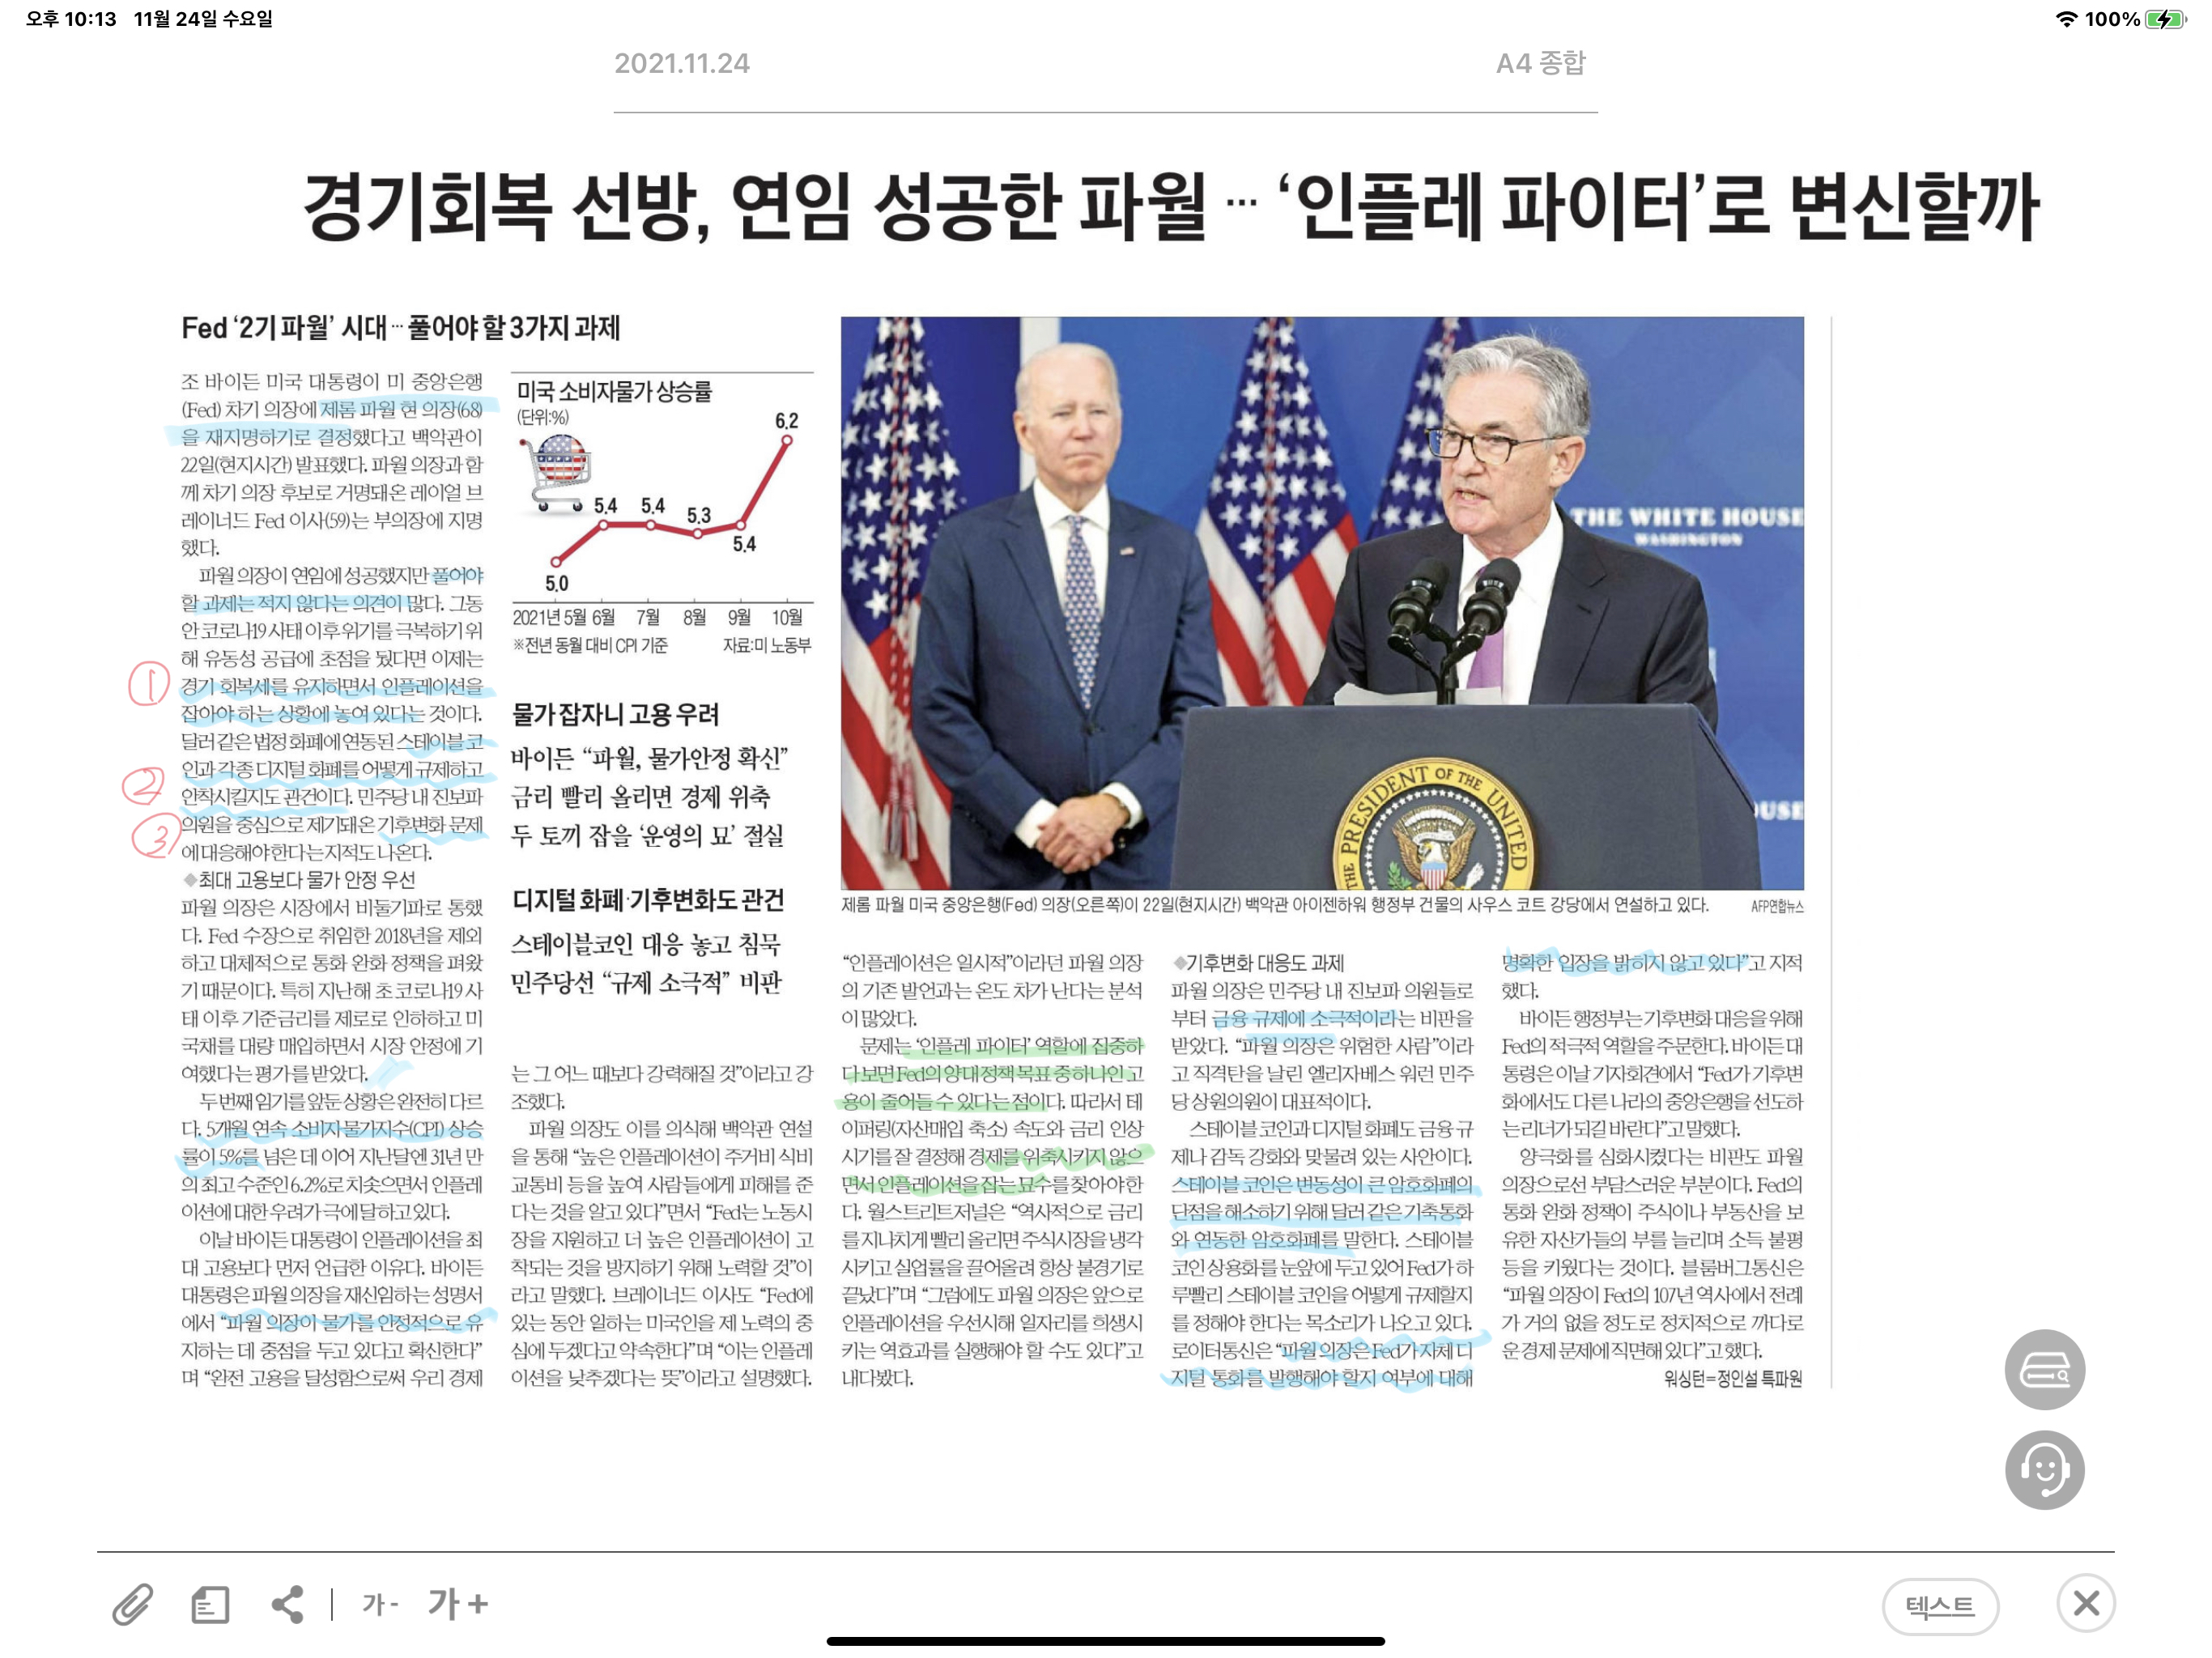 오후 10:13 11월 24일 수요일
100%
2021.11.24
A4 종합
경기회복 선방, 연임 성공한 파월… ‘인플레 파이터’로 변신할까
Fed ‘2기 파월’ 시대… 풀어야 할 3가지 과제
조 바이든 미국 대통령이 미 중앙은행
(Fed) 차기 의장에 제롬 파월 현 의장(68)
을 재지명하기로 결정했다고 백악관이
22일(현지시간) 발표했다. 파월 의장과 함
께 차기 의장 후보로 거명돼온 레이얼 브
레이너드 Fed 이사(59)는 부의장에 지명
했다.
파월 의장이 연임에 성공했지만 풀어야
할 과제는 적지 않다는 의견이 많다. 그동
안 코로나19 사태 이후 위기를 극복하기 위
해 유동성 공급에 초점을 뒀다면 이제는
① 경기 회복세를 유지하면서 인플레이션을
잡아야 하는 상황에 놓여 있다는 것이다.
달러 같은 법정 화폐에 연동된 스테이블 코
② 인과 각종 디지털 화폐를 어떻게 규제하고
안착시킬지도 관건이다. 민주당 내 진보파
③ 의원을 중심으로 제기돼온 기후변화 문제
에 대응해야 한다는 지적도 나온다.
◆최대 고용보다 물가 안정 우선
파월 의장은 시장에서 비둘기파로 통했
다. Fed 수장으로 취임한 2018년을 제외
하고 대체적으로 통화 완화 정책을 펴왔
기 때문이다. 특히 지난해 초 코로나19 사
태 이후 기준금리를 제로로 인하하고 미
국채를 대량 매입하면서 시장 안정에 기
여했다는 평가를 받았다.
두 번째 임기를 앞둔 상황은 완전히 다르
다. 5개월 연속 소비자물가지수(CPI) 상승
률이 5%를 넘은 데 이어 지난달엔 31년 만
의 최고 수준인 6.2%로 치솟으면서 인플레
이션에 대한 우려가 극에 달하고 있다.
이날 바이든 대통령이 인플레이션을 최
대 고용보다 먼저 언급한 이유다. 바이든
대통령은 파월 의장을 재신임하는 성명서
에서 “파월 의장이 물가를 안정적으로 유
지하는 데 중점을 두고 있다고 확신한다”
며 “완전 고용을 달성함으로써 우리 경제
미국 소비자물가 상승률
(단위:%)
6.2
5.4 5.4 5.3
5.4
5.0
2021년 5월 6월 7월 8월 9월 10월
※전년 동월 대비 CPI 기준 자료:미 노동부
물가 잡자니 고용 우려
바이든 “파월, 물가안정 확신”
금리 빨리 올리면 경제 위축
두 토끼 잡을 ‘운영의 묘’ 절실
디지털 화폐·기후변화도 관건
스테이블코인 대응 놓고 침묵
민주당선 “규제 소극적” 비판
는 그 어느 때보다 강력해질 것”이라고 강
조했다.
파월 의장도 이를 의식해 백악관 연설
을 통해 “높은 인플레이션이 주거비 식비
교통비 등을 높여 사람들에게 피해를 준
다는 것을 알고 있다”면서 “Fed는 노동시
장을 지원하고 더 높은 인플레이션이 고
착되는 것을 방지하기 위해 노력할 것”이
라고 말했다. 브레이너드 이사도 “Fed에
있는 동안 일하는 미국인을 제 노력의 중
심에 두겠다고 약속한다”며 “이는 인플레
이션을 낮추겠다는 뜻”이라고 설명했다.
THE WHITE HOUSE
WASHINGTON
USE
THE PRESIDENT OF THE UNITED
제롬 파월 미국 중앙은행(Fed) 의장(오른쪽)이 22일(현지시간) 백악관 아이젠하워 행정부 건물의 사우스 코트 강당에서 연설하고 있다. AFP연합뉴스
“인플레이션은 일시적”이라던 파월 의장
의 기존 발언과는 온도 차가 난다는 분석
이 많았다.
문제는 ‘인플레 파이터’ 역할에 집중하
다 보면 Fed의 양대 정책 목표 중 하나인 고
용이 줄어들 수 있다는 점이다. 따라서 테
이퍼링(자산매입 축소) 속도와 금리 인상
시기를 잘 결정해 경제를 위축시키지 않으
면서 인플레이션을 잡는 묘수를 찾아야 한
다. 월스트리트저널은 “역사적으로 금리
를 지나치게 빨리 올리면 주식시장을 냉각
시키고 실업률을 끌어올려 항상 불경기로
끝났다”며 “그럼에도 파월 의장은 앞으로
인플레이션을 우선시해 일자리를 희생시
키는 역효과를 실행해야 할 수도 있다”고
내다봤다.
◆기후변화 대응도 과제
파월 의장은 민주당 내 진보파 의원들로
부터 금융 규제에 소극적이라는 비판을
받았다. “파월 의장은 위험한 사람”이라
고 직격탄을 날린 엘리자베스 워런 민주
당 상원의원이 대표적이다.
스테이블 코인과 디지털 화폐도 금융 규
제나 감독 강화와 맞물려 있는 사안이다.
스테이블 코인은 변동성이 큰 암호화폐의
단점을 해소하기 위해 달러 같은 기축통화
와 연동한 암호화폐를 말한다. 스테이블
코인 상용화를 눈앞에 두고 있어 Fed가 하
루빨리 스테이블 코인을 어떻게 규제할지
를 정해야 한다는 목소리가 나오고 있다.
로이터통신은 “파월 의장은 Fed가 자체 디
지털 통화를 발행해야 할지 여부에 대해
명확한 입장을 밝히지 않고 있다”고 지적
했다.
바이든 행정부는 기후변화 대응을 위해
Fed의 적극적 역할을 주문한다. 바이든 대
통령은 이날 기자회견에서 “Fed가 기후변
화에서도 다른 나라의 중앙은행을 선도하
는 리더가 되길 바란다”고 말했다.
양극화를 심화시켰다는 비판도 파월
의장으로선 부담스러운 부분이다. Fed의
통화 완화 정책이 주식이나 부동산을 보
유한 자산가들의 부를 늘리며 소득 불평
등을 키웠다는 것이다. 블룸버그통신은
“파월 의장이 Fed의 107년 역사에서 전례
가 거의 없을 정도로 정치적으로 까다로
운 경제 문제에 직면해 있다”고 했다.
워싱턴=정인설 특파원
가- 가+
텍스트